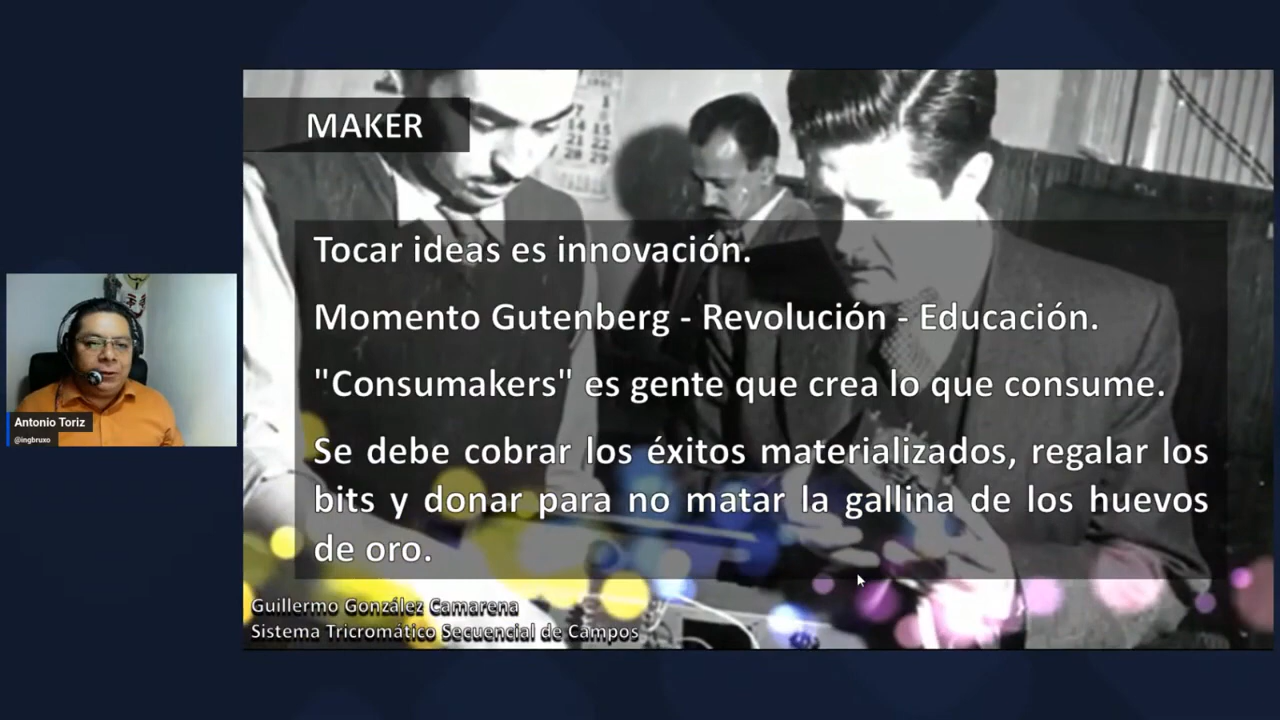 MAKER
Tocar ideas es innovación.
Momento Gutenberg - Revolución - Educación.
"Consumakers" es gente que crea lo que consume.
Se debe cobrar los éxitos materializados, regalar los
bits y donar para no matar la gallina de los huevos
de oro.
Guillermo González Camarena
Sistema Tricromático Secuencial de Campos
Antonio Toriz
@ingbruxo